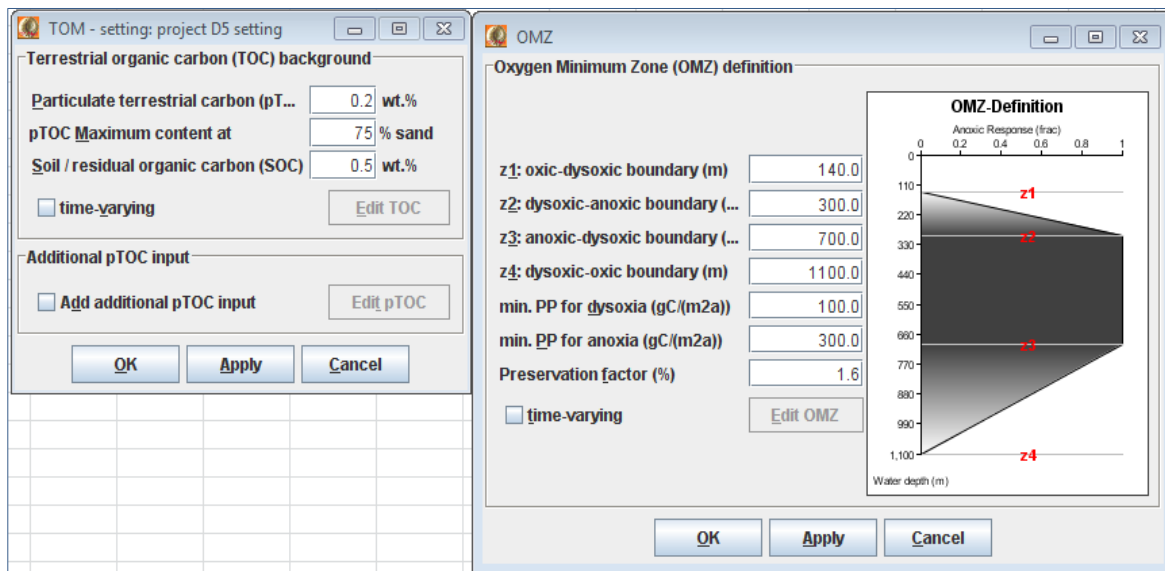 TOM - setting: project D5 setting
Terrestrial organic carbon (TOC) background
Particulate terrestrial carbon (pT... 0.2 wt.%
pTOC Maximum content at 75 % sand
Soil / residual organic carbon (SOC) 0.5 wt.%
time-varying Edit TOC
Additional pTOC input
Add additional pTOC input Edit pTOC
OK Apply Cancel
OMZ
Oxygen Minimum Zone (OMZ) definition
z1: oxic-dysoxic boundary (m) 140.0
z2: dysoxic-anoxic boundary (... 300.0
z3: anoxic-dysoxic boundary (... 700.0
z4: dysoxic-oxic boundary (m) 1100.0
min. PP for dysoxia (gC/(m2a)) 100.0
min. PP for anoxia (gC/(m2a)) 300.0
Preservation factor (%) 1.6
time-varying Edit OMZ
OMZ-Definition
Anoxic Response (frac)
0 0.2 0.4 0.6 0.8 1
0
110
z1
220
z2
330
440
550
660
z3
770
880
990
1,100
z4
Water depth (m)
OK Apply Cancel